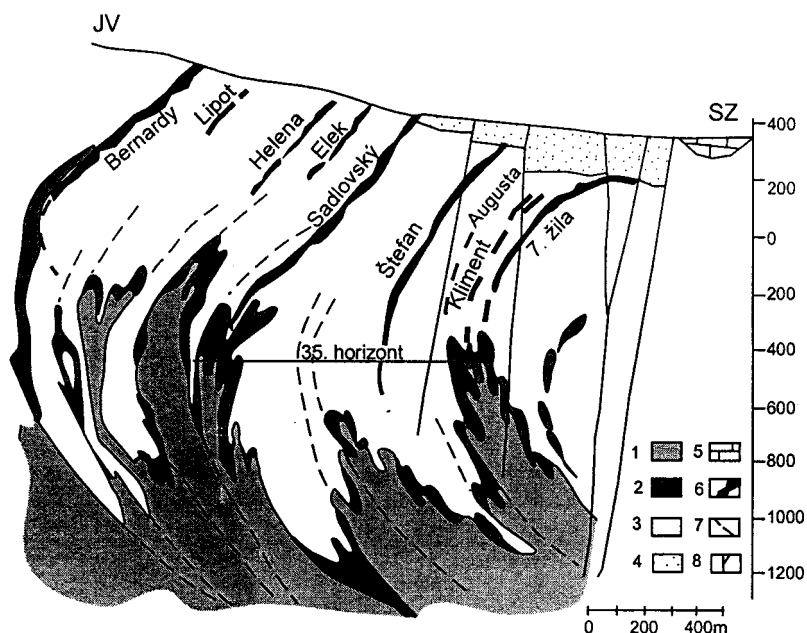 JV
SZ
Bernardy
Lipot
Helena
Elek
Sadlovský
Štefan
Augusta
Kliment
7. žila
35. horizont
400
200
0
200
400
600
800
1000
1200
1 5
2 6
3 7
4 8
0 200 400m